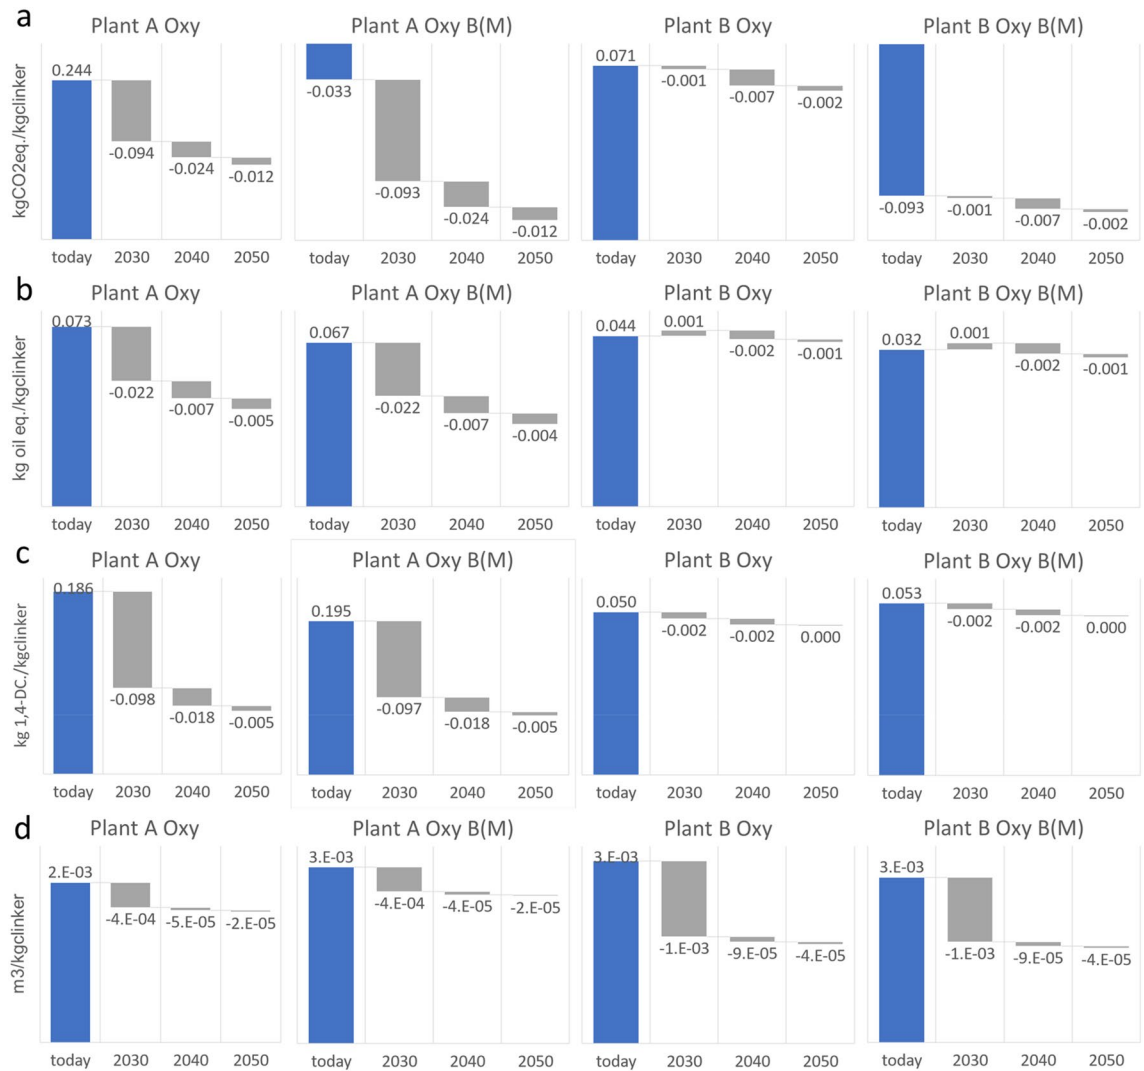 a
Plant A Oxy
Plant A Oxy B(M)
Plant B Oxy
Plant B Oxy B(M)
kgCO2eq./kgclinker
0.244
-0.094
-0.024
-0.012
-0.033
-0.093
-0.024
-0.012
0.071
-0.001
-0.007
-0.002
-0.093
-0.001
-0.007
-0.002
today 2030 2040 2050
today 2030 2040 2050
today 2030 2040 2050
today 2030 2040 2050
b
Plant A Oxy
Plant A Oxy B(M)
Plant B Oxy
Plant B Oxy B(M)
kg oil eq./kgclinker
0.073
-0.022
-0.007
-0.005
0.067
-0.022
-0.007
-0.004
0.044
0.001
-0.002
-0.001
0.032
0.001
-0.002
-0.001
today 2030 2040 2050
today 2030 2040 2050
today 2030 2040 2050
today 2030 2040 2050
c
Plant A Oxy
Plant A Oxy B(M)
Plant B Oxy
Plant B Oxy B(M)
kg 1,4-DC./kgclinker
0.186
-0.098
-0.018
-0.005
0.195
-0.097
-0.018
-0.005
0.050
-0.002
-0.002
0.000
0.053
-0.002
-0.002
0.000
today 2030 2040 2050
today 2030 2040 2050
today 2030 2040 2050
today 2030 2040 2050
d
Plant A Oxy
Plant A Oxy B(M)
Plant B Oxy
Plant B Oxy B(M)
m3/kgclinker
2.E-03
-4.E-04
-5.E-05
-2.E-05
3.E-03
-4.E-04
-4.E-05
-2.E-05
3.E-03
-1.E-03
-9.E-05
-4.E-05
3.E-03
-1.E-03
-9.E-05
-4.E-05
today 2030 2040 2050
today 2030 2040 2050
today 2030 2040 2050
today 2030 2040 2050